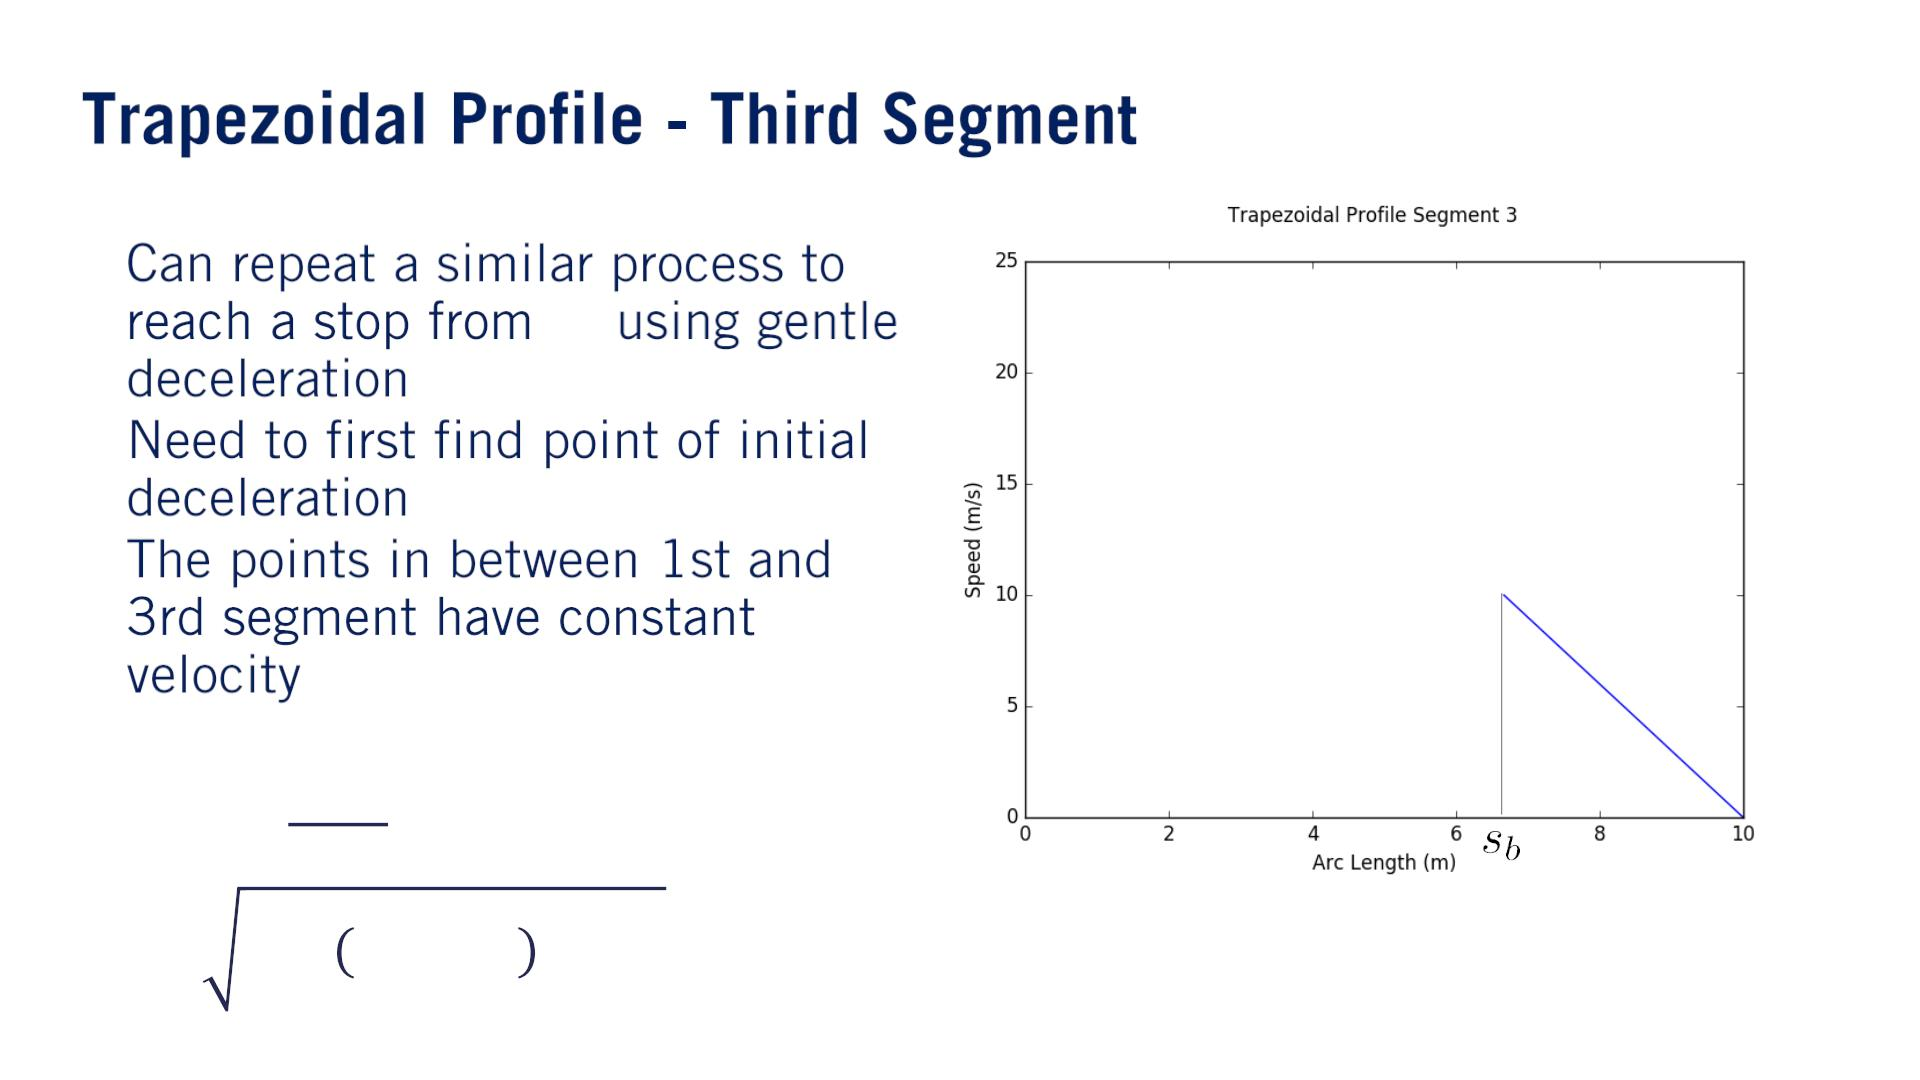 Trapezoidal Profile - Third Segment
Can repeat a similar process to
reach a stop from using gentle
deceleration
Need to first find point of initial
deceleration
The points in between 1st and
3rd segment have constant
velocity
√
( )
Trapezoidal Profile Segment 3
25
20
15
10
5
0
Speed (m/s)
0 2 4 6 8 10
s_b
Arc Length (m)